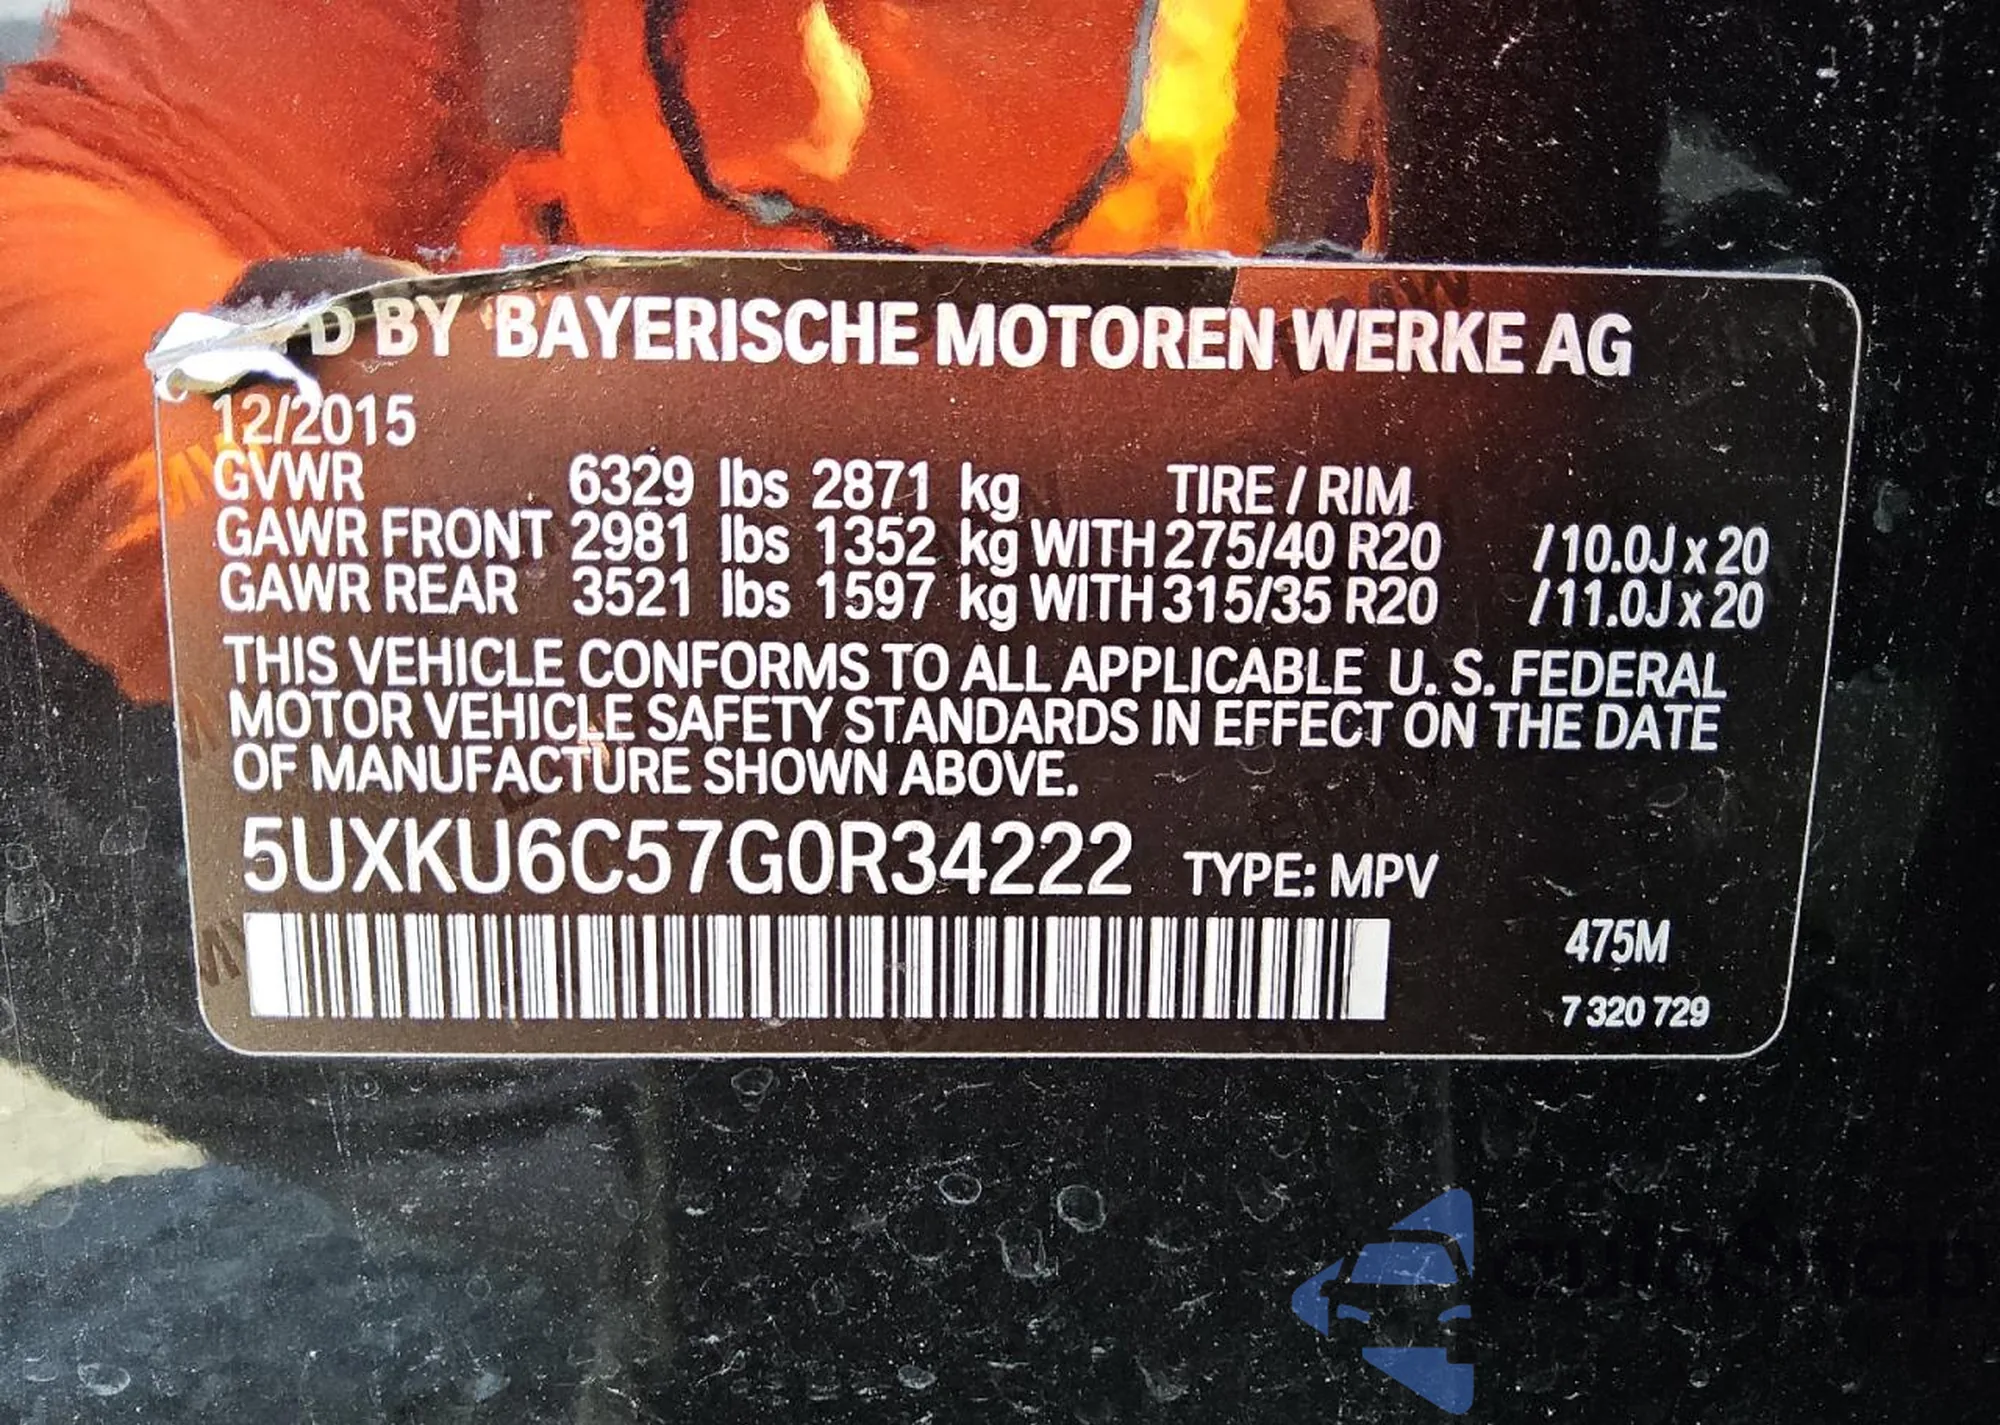 D BY BAYERISCHE MOTOREN WERKE AG
12/2015
GVWR 6329 lbs 2871 kg TIRE / RIM
GAWR FRONT 2981 lbs 1352 kg WITH 275/40 R20 /10.0J x 20
GAWR REAR 3521 lbs 1597 kg WITH 315/35 R20 /11.0J x 20
THIS VEHICLE CONFORMS TO ALL APPLICABLE U. S. FEDERAL
MOTOR VEHICLE SAFETY STANDARDS IN EFFECT ON THE DATE
OF MANUFACTURE SHOWN ABOVE.
5UXKU6C57G0R34222 TYPE: MPV
475M
7 320 729